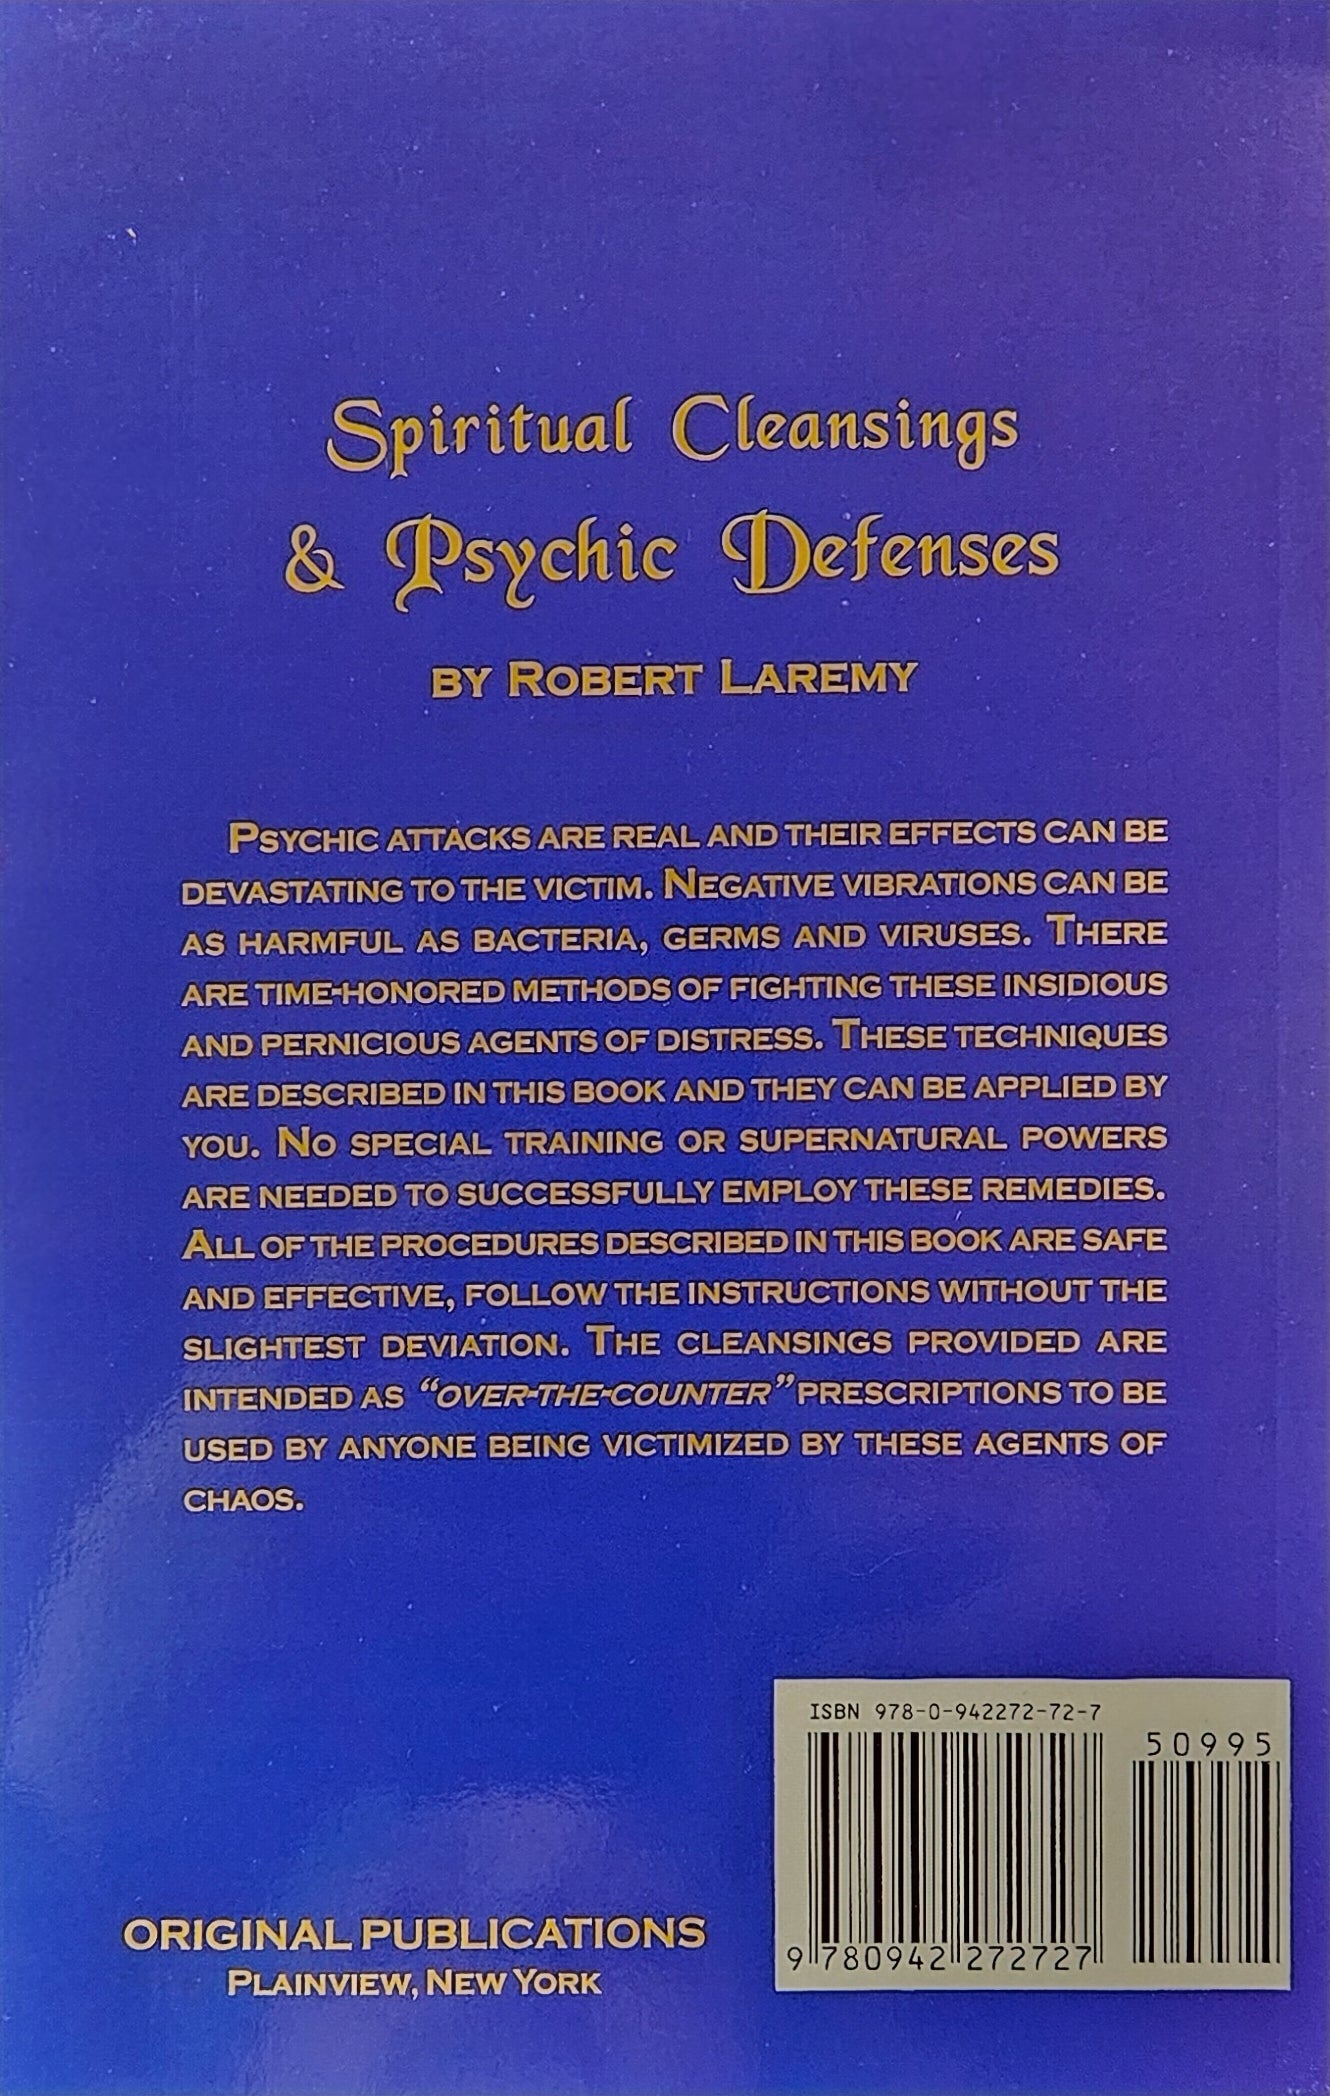 Spiritual Cleansings
& Psychic Defenses
BY ROBERT LAREMY
PSYCHIC ATTACKS ARE REAL AND THEIR EFFECTS CAN BE
DEVASTATING TO THE VICTIM. NEGATIVE VIBRATIONS CAN BE
AS HARMFUL AS BACTERIA, GERMS AND VIRUSES. THERE
ARE TIME-HONORED METHODS OF FIGHTING THESE INSIDIOUS
AND PERNICIOUS AGENTS OF DISTRESS. THESE TECHNIQUES
ARE DESCRIBED IN THIS BOOK AND THEY CAN BE APPLIED BY
YOU. NO SPECIAL TRAINING OR SUPERNATURAL POWERS
ARE NEEDED TO SUCCESSFULLY EMPLOY THESE REMEDIES.
ALL OF THE PROCEDURES DESCRIBED IN THIS BOOK ARE SAFE
AND EFFECTIVE, FOLLOW THE INSTRUCTIONS WITHOUT THE
SLIGHTEST DEVIATION. THE CLEANSINGS PROVIDED ARE
INTENDED AS “OVER-THE-COUNTER” PRESCRIPTIONS TO BE
USED BY ANYONE BEING VICTIMIZED BY THESE AGENTS OF
CHAOS.
ISBN 978-0-942272-72-7
50995
9 780942 272727
ORIGINAL PUBLICATIONS
PLAINVIEW, NEW YORK